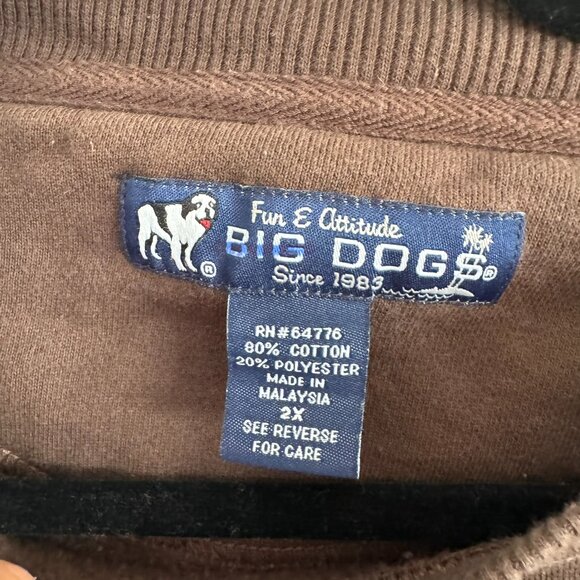 Fun & Attitude
BIG DOGS®
®
Since 1983
RN#64776
80% COTTON
20% POLYESTER
MADE IN
MALAYSIA
2X
SEE REVERSE
FOR CARE